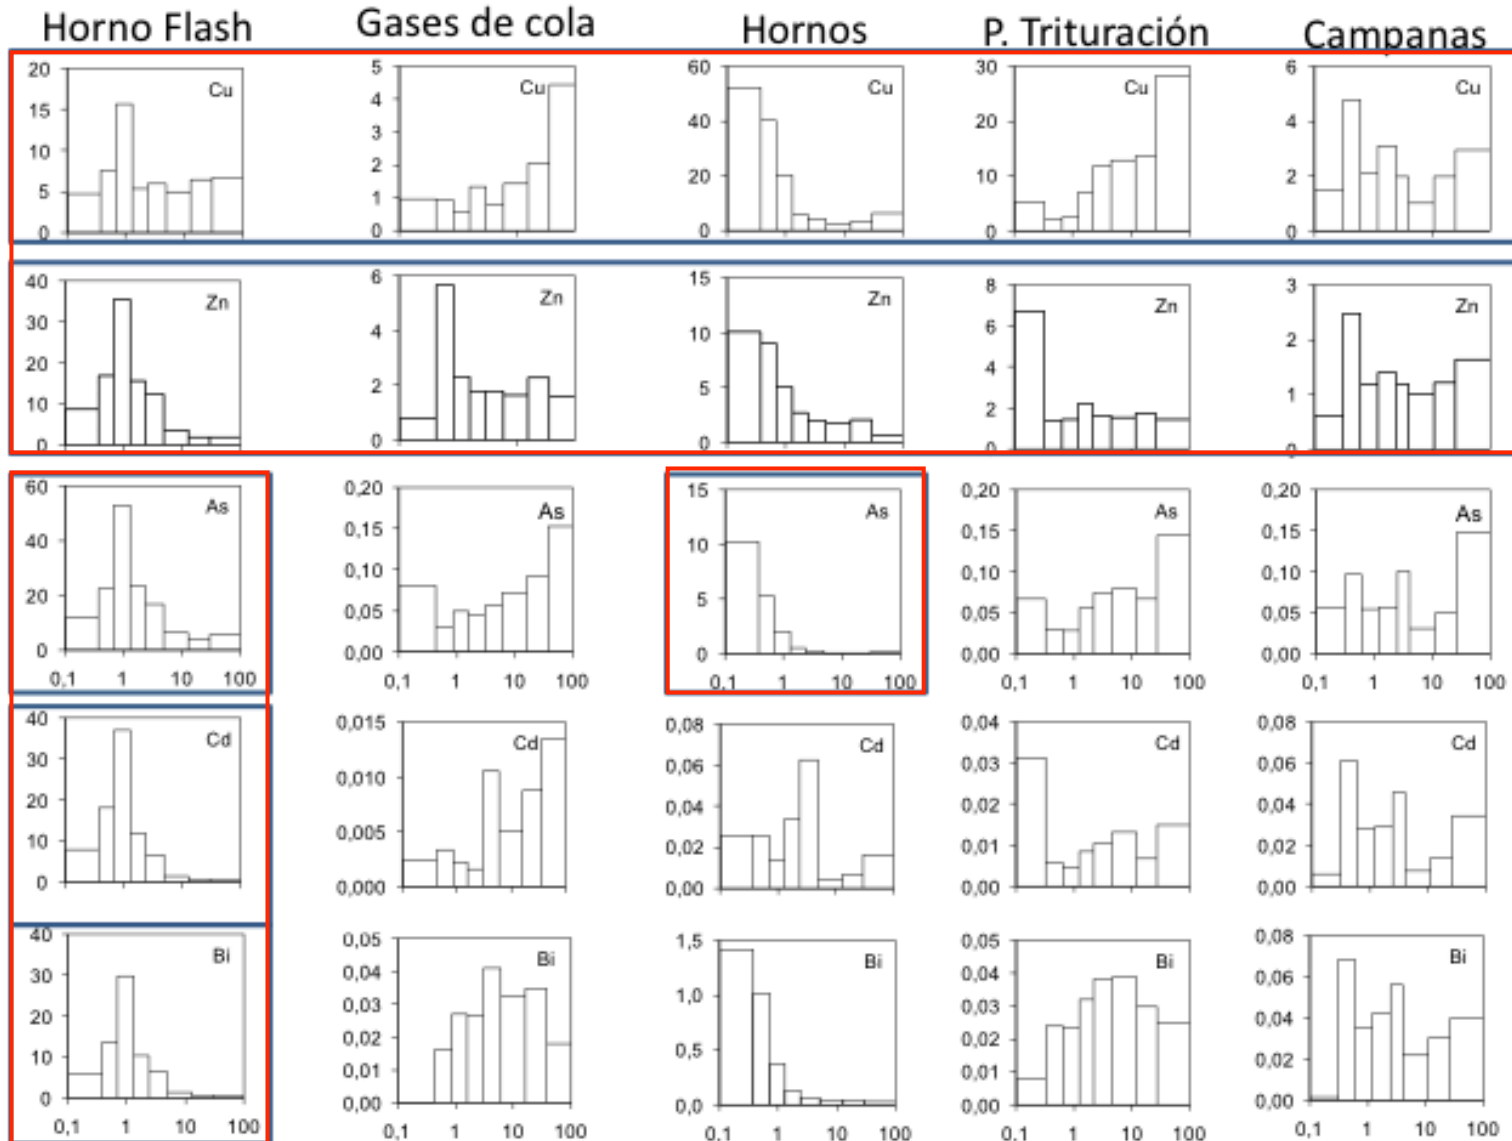 Horno Flash Gases de cola Hornos P. Trituración Campanas
20 15 10 5 0 Cu
5 4 3 2 1 0 Cu
60 40 20 0 Cu
30 20 10 0 Cu
6 4 2 0 Cu
40 30 20 10 0 Zn
6 4 2 0 Zn
15 10 5 0 Zn
8 6 4 2 0 Zn
3 2 1 0 Zn
60 40 20 0 As
0,1 1 10 100
0,20 0,15 0,10 0,05 0,00 As
0,1 1 10 100
15 10 5 0 As
0,1 1 10 100
0,20 0,15 0,10 0,05 0,00 As
0,1 1 10 100
0,20 0,15 0,10 0,05 0,00 As
0,1 1 10 100
40 30 20 10 0 Cd
0,015 0,010 0,005 0,000 Cd
0,08 0,06 0,04 0,02 0,00 Cd
0,04 0,03 0,02 0,01 0,00 Cd
0,08 0,06 0,04 0,02 0,00 Cd
40 30 20 10 0 Bi
0,1 1 10 100
0,05 0,04 0,03 0,02 0,01 0,00 Bi
0,1 1 10 100
1,5 1,0 0,5 0,0 Bi
0,1 1 10 100
0,05 0,04 0,03 0,02 0,01 0,00 Bi
0,1 1 10 100
0,08 0,06 0,04 0,02 0,00 Bi
0,1 1 10 100